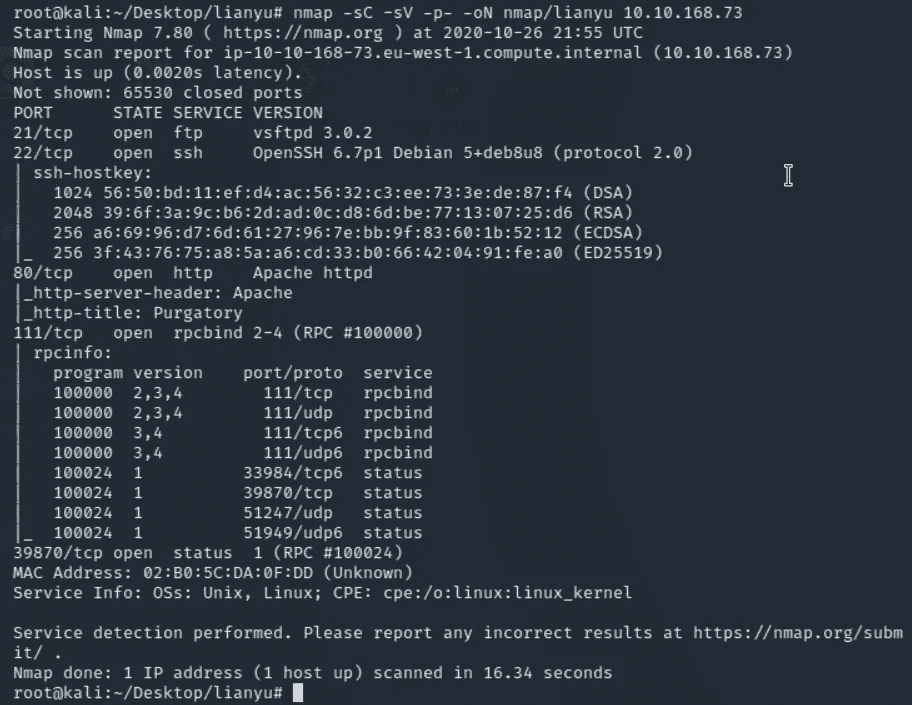 root@kali:~/Desktop/lianyu# nmap -sC -sV -p- -oN nmap/lianyu 10.10.168.73
Starting Nmap 7.80 ( https://nmap.org ) at 2020-10-26 21:55 UTC
Nmap scan report for ip-10-10-168-73.eu-west-1.compute.internal (10.10.168.73)
Host is up (0.0020s latency).
Not shown: 65530 closed ports
PORT      STATE SERVICE VERSION
21/tcp    open  ftp     vsftpd 3.0.2
22/tcp    open  ssh     OpenSSH 6.7p1 Debian 5+deb8u8 (protocol 2.0)
| ssh-hostkey:
|   1024 56:50:bd:11:ef:d4:ac:56:32:c3:ee:73:3e:de:87:f4 (DSA)
|   2048 39:6f:3a:9c:b6:2d:ad:0c:d8:6d:be:77:13:07:25:d6 (RSA)
|   256 a6:69:96:d7:6d:61:27:96:7e:bb:9f:83:60:1b:52:12 (ECDSA)
|_  256 3f:43:76:75:a8:5a:a6:cd:33:b0:66:42:04:91:fe:a0 (ED25519)
80/tcp    open  http    Apache httpd
|_http-server-header: Apache
|_http-title: Purgatory
111/tcp   open  rpcbind 2-4 (RPC #100000)
| rpcinfo:
|   program version    port/proto  service
|   100000  2,3,4        111/tcp   rpcbind
|   100000  2,3,4        111/udp   rpcbind
|   100000  3,4          111/tcp6  rpcbind
|   100000  3,4          111/udp6  rpcbind
|   100024  1          33984/tcp6  status
|   100024  1          39870/tcp   status
|   100024  1          51247/udp   status
|_  100024  1          51949/udp6  status
39870/tcp open  status  1 (RPC #100024)
MAC Address: 02:B0:5C:DA:0F:DD (Unknown)
Service Info: OSs: Unix, Linux; CPE: cpe:/o:linux:linux_kernel

Service detection performed. Please report any incorrect results at https://nmap.org/subm
it/ .
Nmap done: 1 IP address (1 host up) scanned in 16.34 seconds
root@kali:~/Desktop/lianyu#